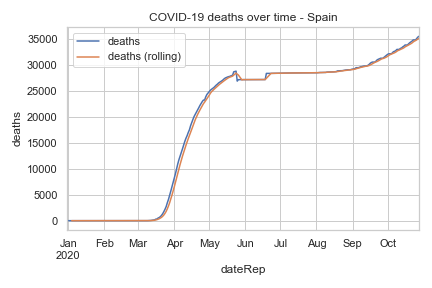 COVID-19 deaths over time - Spain
deaths
deaths (rolling)
35000
30000
25000
20000
15000
10000
5000
0
deaths
Jan Feb Mar Apr May Jun Jul Aug Sep Oct
2020
dateRep